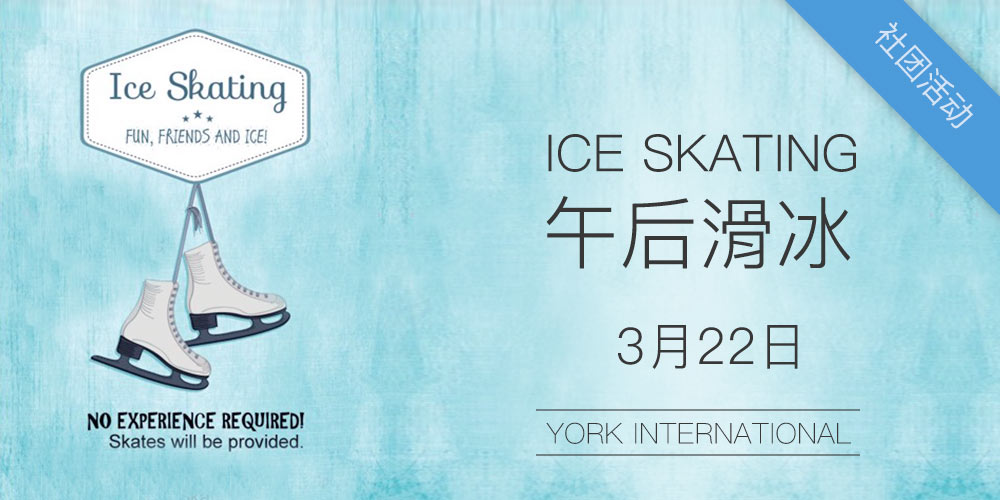 Ice Skating
FUN, FRIENDS AND ICE!
NO EXPERIENCE REQUIRED!
Skates will be provided.
社团活动
ICE SKATING
午后滑冰
3月22日
YORK INTERNATIONAL